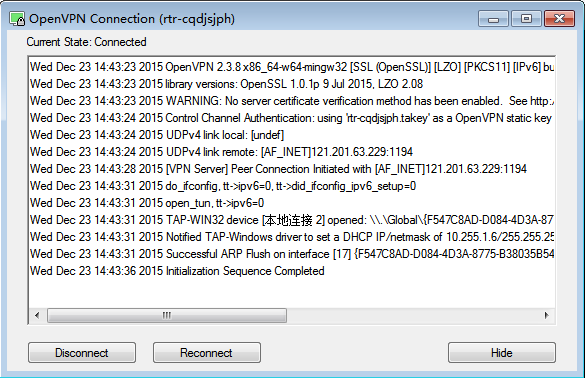 OpenVPN Connection (rtr-cqdjsjph)
Current State: Connected
Wed Dec 23 14:43:23 2015 OpenVPN 2.3.8 x86_64-w64-mingw32 [SSL (OpenSSL)] [LZO] [PKCS11] [IPv6] bu
Wed Dec 23 14:43:23 2015 library versions: OpenSSL 1.0.1p 9 Jul 2015, LZO 2.08
Wed Dec 23 14:43:23 2015 WARNING: No server certificate verification method has been enabled.  See http:/
Wed Dec 23 14:43:24 2015 Control Channel Authentication: using 'rtr-cqdjsjph.takey' as a OpenVPN static key
Wed Dec 23 14:43:24 2015 UDPv4 link local: [undef]
Wed Dec 23 14:43:24 2015 UDPv4 link remote: [AF_INET]121.201.63.229:1194
Wed Dec 23 14:43:28 2015 [VPN Server] Peer Connection Initiated with [AF_INET]121.201.63.229:1194
Wed Dec 23 14:43:31 2015 do_ifconfig, tt->ipv6=0, tt->did_ifconfig_ipv6_setup=0
Wed Dec 23 14:43:31 2015 open_tun, tt->ipv6=0
Wed Dec 23 14:43:31 2015 TAP-WIN32 device [本地连接 2] opened: \\.\Global\{F547C8AD-D084-4D3A-877
Wed Dec 23 14:43:31 2015 Notified TAP-Windows driver to set a DHCP IP/netmask of 10.255.1.6/255.255.25
Wed Dec 23 14:43:31 2015 Successful ARP Flush on interface [17] {F547C8AD-D084-4D3A-8775-B38035B54
Wed Dec 23 14:43:36 2015 Initialization Sequence Completed
Disconnect
Reconnect
Hide